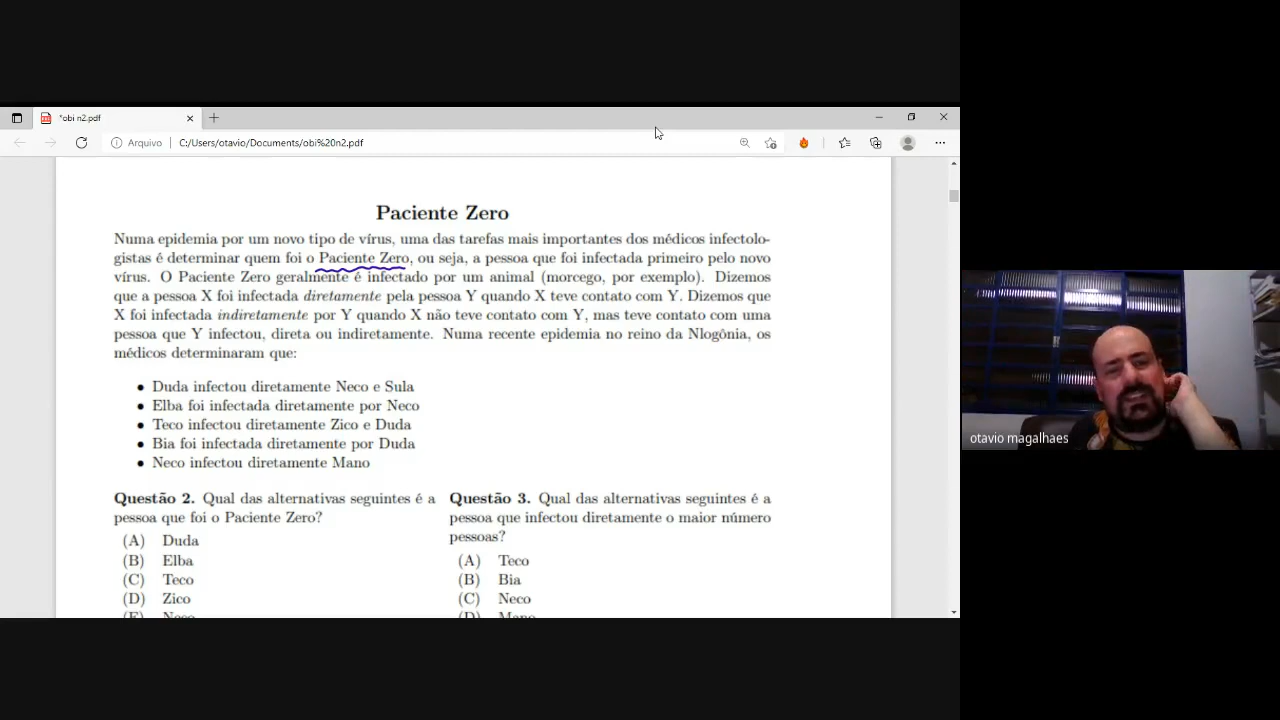 *obi n2.pdf
Arquivo C:/Users/otavio/Documents/obi%20n2.pdf
Paciente Zero
Numa epidemia por um novo tipo de vírus, uma das tarefas mais importantes dos médicos infectolo-
gistas é determinar quem foi o Paciente Zero, ou seja, a pessoa que foi infectada primeiro pelo novo
vírus. O Paciente Zero geralmente é infectado por um animal (morcego, por exemplo). Dizemos
que a pessoa X foi infectada diretamente pela pessoa Y quando X teve contato com Y. Dizemos que
X foi infectada indiretamente por Y quando X não teve contato com Y, mas teve contato com uma
pessoa que Y infectou, direta ou indiretamente. Numa recente epidemia no reino da Nlogônia, os
médicos determinaram que:
• Duda infectou diretamente Neco e Sula
• Elba foi infectada diretamente por Neco
• Teco infectou diretamente Zico e Duda
• Bia foi infectada diretamente por Duda
• Neco infectou diretamente Mano
Questão 2. Qual das alternativas seguintes é a
pessoa que foi o Paciente Zero?
(A) Duda
(B) Elba
(C) Teco
(D) Zico
(E) Neco
Questão 3. Qual das alternativas seguintes é a
pessoa que infectou diretamente o maior número
pessoas?
(A) Teco
(B) Bia
(C) Neco
(D) Mano
otavio magalhaes